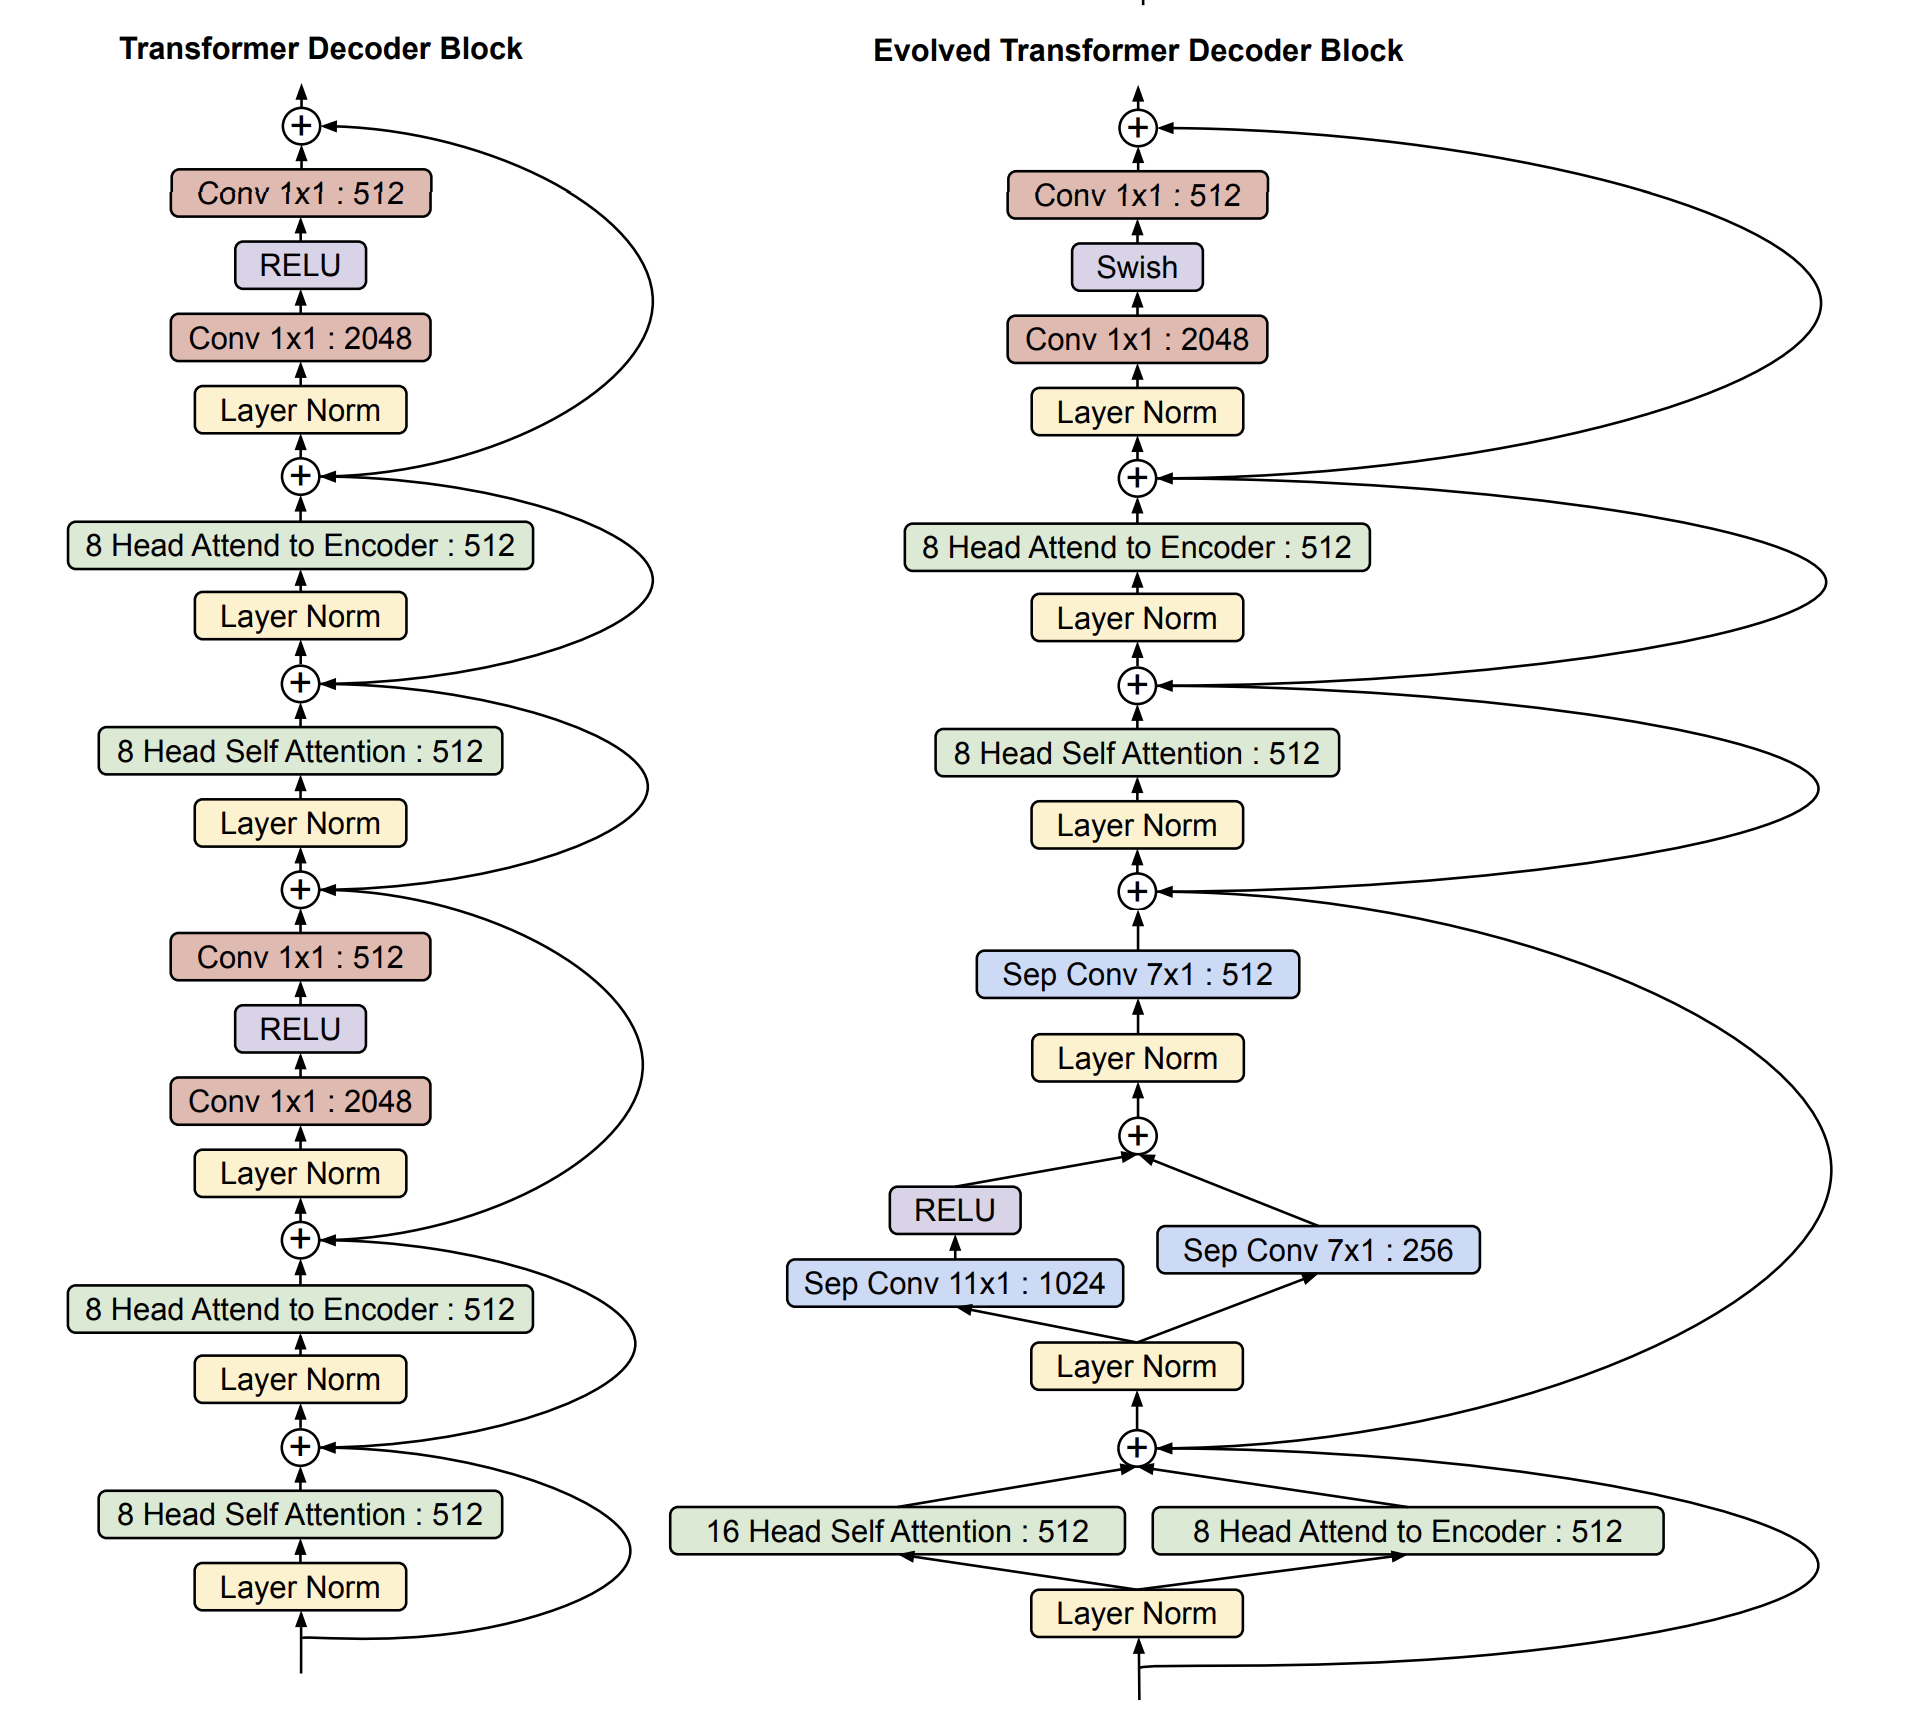 Transformer Decoder Block
+
Conv 1x1 : 512
RELU
Conv 1x1 : 2048
Layer Norm
+
8 Head Attend to Encoder : 512
Layer Norm
+
8 Head Self Attention : 512
Layer Norm
+
Conv 1x1 : 512
RELU
Conv 1x1 : 2048
Layer Norm
+
8 Head Attend to Encoder : 512
Layer Norm
+
8 Head Self Attention : 512
Layer Norm
Evolved Transformer Decoder Block
+
Conv 1x1 : 512
Swish
Conv 1x1 : 2048
Layer Norm
+
8 Head Attend to Encoder : 512
Layer Norm
+
8 Head Self Attention : 512
Layer Norm
+
Sep Conv 7x1 : 512
Layer Norm
+
RELU
Sep Conv 7x1 : 256
Sep Conv 11x1 : 1024
Layer Norm
+
16 Head Self Attention : 512
8 Head Attend to Encoder : 512
Layer Norm